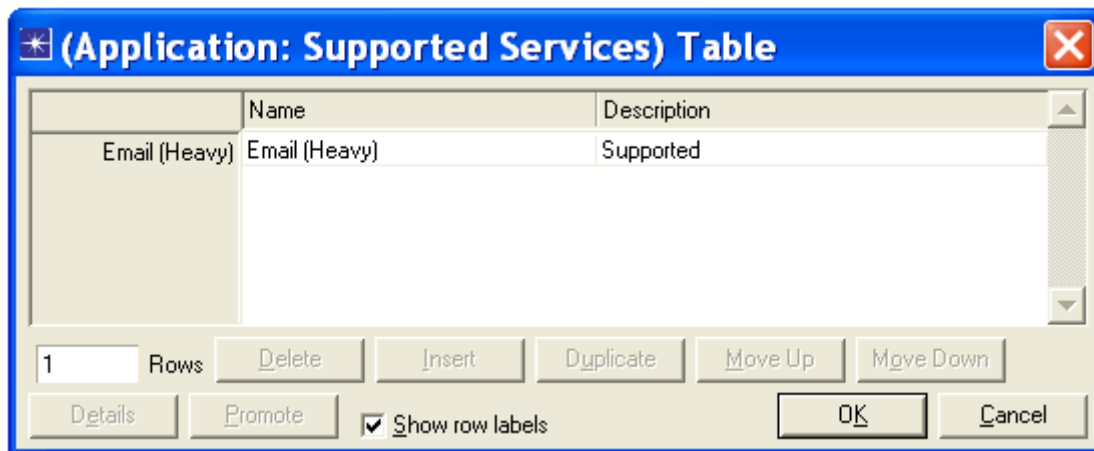 (Application: Supported Services) Table
Name Description
Email (Heavy) Email (Heavy) Supported
1 Rows Delete Insert Duplicate Move Up Move Down
Details Promote Show row labels OK Cancel